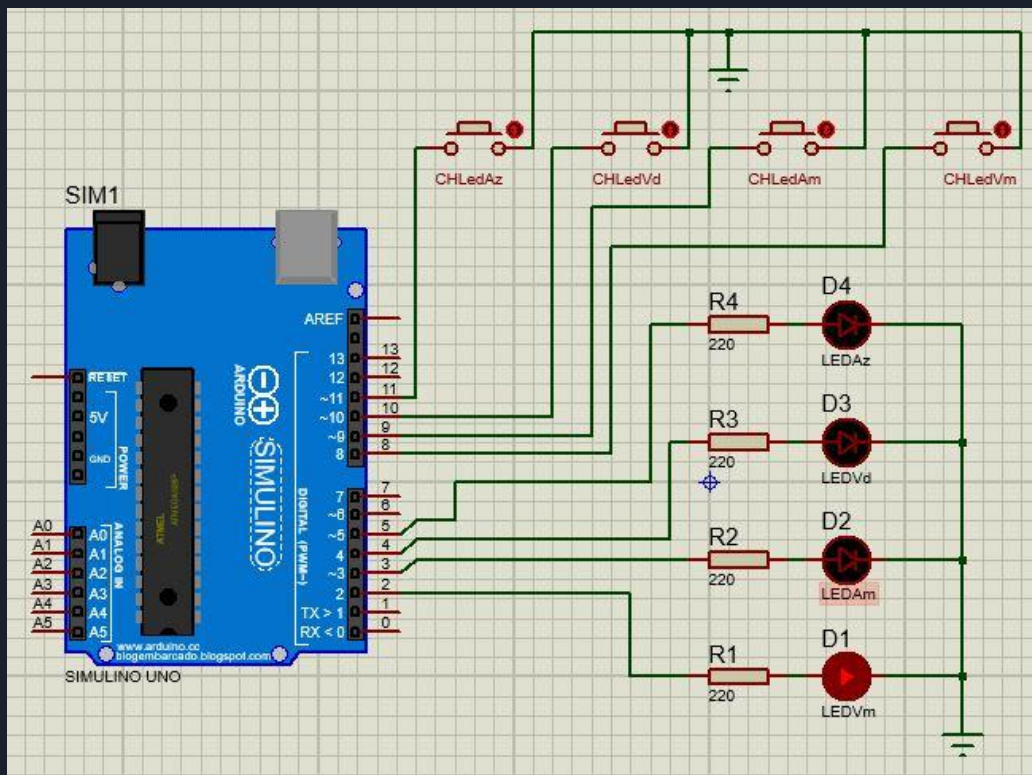 CHLedAz
CHLedVd
CHLedAm
CHLedVm
SIM1
AREF
RESET
5V
POWER
GND
ARDUINO
SIMULINO
DIGITAL (PWM~)
13 13
12 12
~11 11
~10 10
~9 9
8 8
7 7
~6 6
~5 5
4 4
~3 3
2 2
TX > 1 1
RX < 0 0
ATMEL
ANALOG IN
A0 A0
A1 A1
A2 A2
A3 A3
A4 A4
A5 A5
www.arduino.cc
blogembarcado.blogspot.com
SIMULINO UNO
R4
220
D4
LEDAz
R3
220
D3
LEDVd
R2
220
D2
LEDAm
R1
220
D1
LEDVm